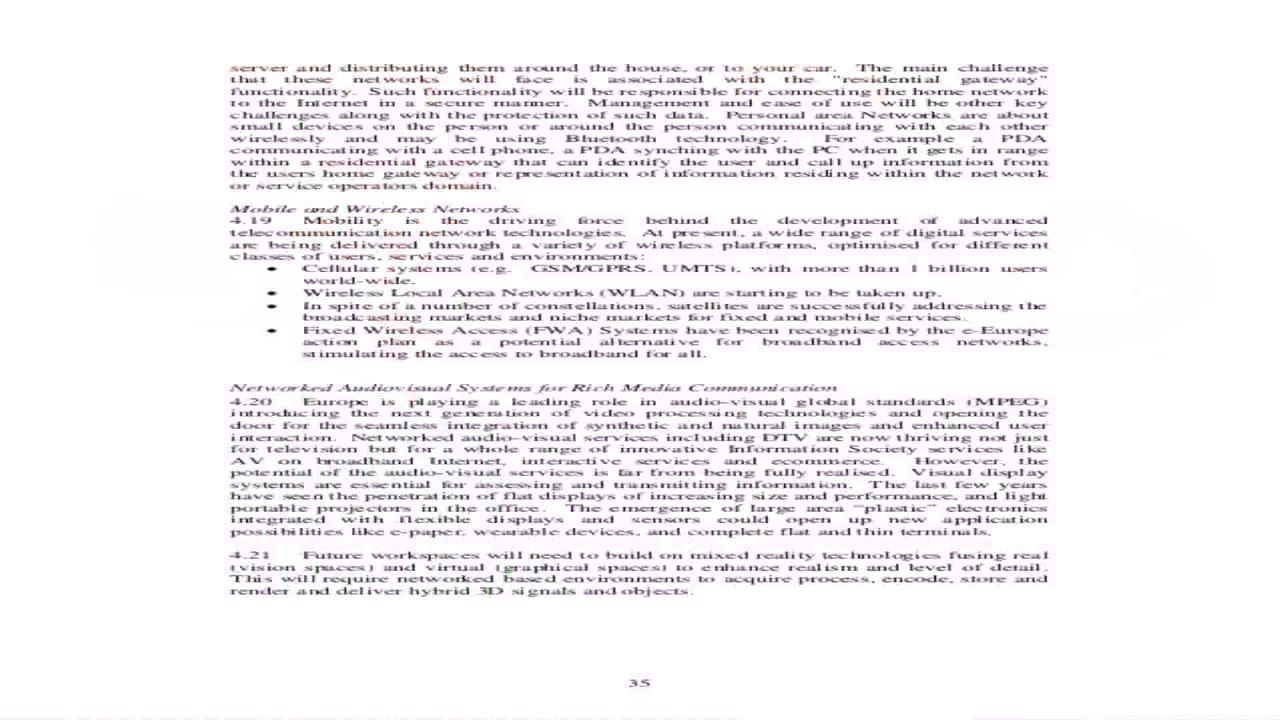 server and distributing them around the house, or to your car. The main challenge
that these networks will face is associated with the "residential gateway"
functionality. Such functionality will be responsible for connecting the home network
to the Internet in a secure manner. Management and ease of use will be other key
challenges along with the protection of such data. Personal area Networks are about
small devices on the person or around the person communicating with each other
wirelessly and may be using Bluetooth technology. For example a PDA
communicating with a cell phone, a PDA synching with the PC when it gets in range
within a residential gateway that can identify the user and call up information from
the users home gateway or representation of information residing within the network
or service operators domain.
Mobile and Wireless Networks
4.19 Mobility is the driving force behind the development of advanced
telecommunication network technologies. At present, a wide range of digital services
are being delivered through a variety of wireless platforms, optimised for different
classes of users, services and environments:
• Cellular systems (e.g. GSM/GPRS, UMTS), with more than 1 billion users
world-wide.
• Wireless Local Area Networks (WLAN) are starting to be taken up.
• In spite of a number of constellations, satellites are successfully addressing the
broadcasting markets and niche markets for fixed and mobile services.
• Fixed Wireless Access (FWA) Systems have been recognised by the e-Europe
action plan as a potential alternative for broadband access networks,
stimulating the access to broadband for all.
Networked Audiovisual Systems for Rich Media Communication
4.20 Europe is playing a leading role in audio-visual global standards (MPEG)
introducing the next generation of video processing technologies and opening the
door for the seamless integration of synthetic and natural images and enhanced user
interaction. Networked audio-visual services including DTV are now thriving not just
for television but for a whole range of innovative Information Society services like
AV on broadband Internet, interactive services and ecommerce. However, the
potential of the audio-visual services is far from being fully realised. Visual display
systems are essential for assessing and transmitting information. The last few years
have seen the penetration of flat displays of increasing size and performance, and light
portable projectors in the office. The emergence of large area "plastic" electronics
integrated with flexible displays and sensors could open up new application
possibilities like e-paper, wearable devices, and complete flat and thin terminals.
4.21 Future workspaces will need to build on mixed reality technologies fusing real
(vision spaces) and virtual (graphical spaces) to enhance realism and level of detail.
This will require networked based environments to acquire process, encode, store and
render and deliver hybrid 3D signals and objects.
35